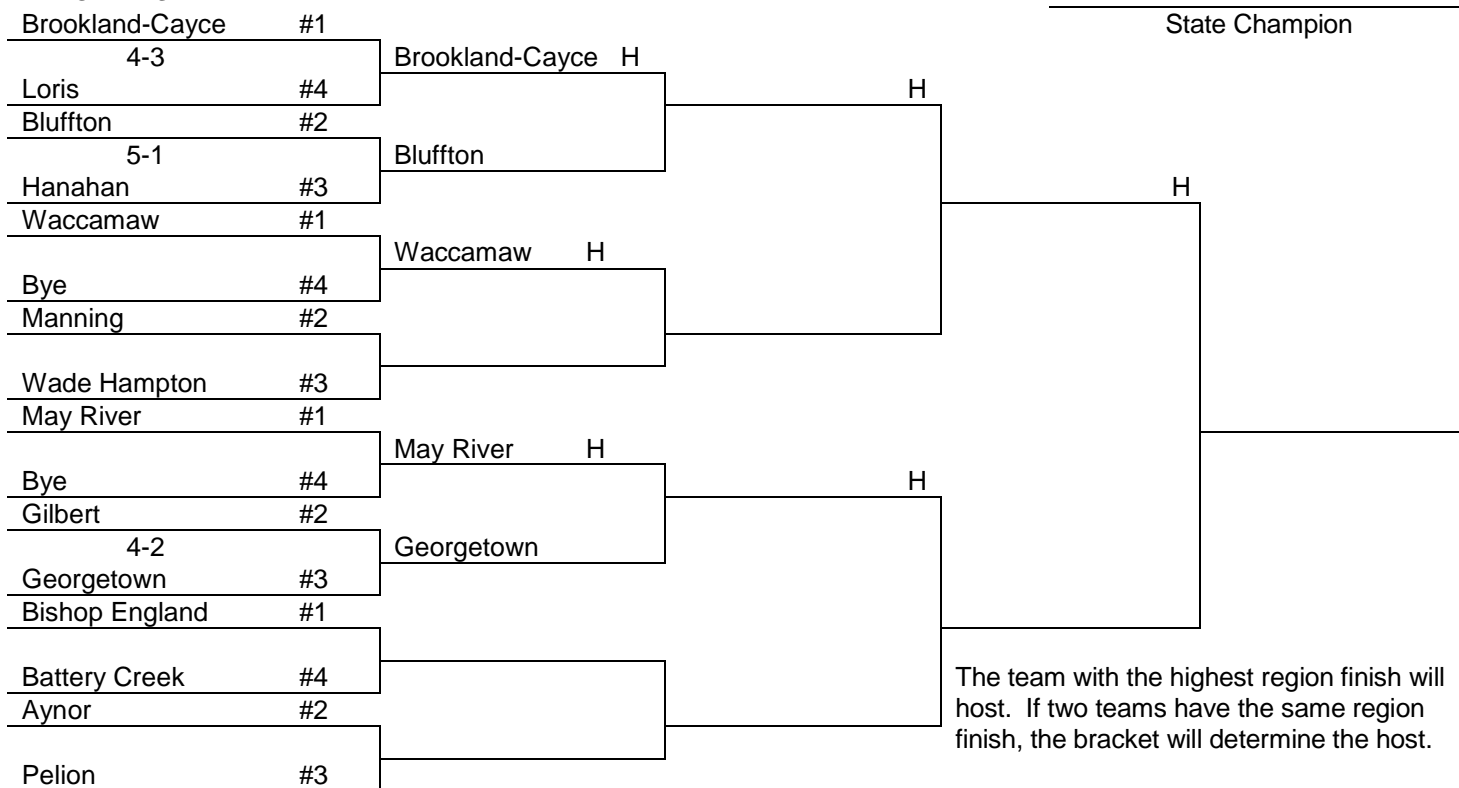 State Champion
Brookland-Cayce #1
4-3
Brookland-Cayce H
Loris #4
H
Bluffton #2
5-1
Bluffton
Hanahan #3
H
Waccamaw #1
Waccamaw H
Bye #4
Manning #2
Wade Hampton #3
May River #1
May River H
Bye #4
H
Gilbert #2
4-2
Georgetown
Georgetown #3
Bishop England #1
Battery Creek #4
Aynor #2
Pelion #3
The team with the highest region finish will
host. If two teams have the same region
finish, the bracket will determine the host.